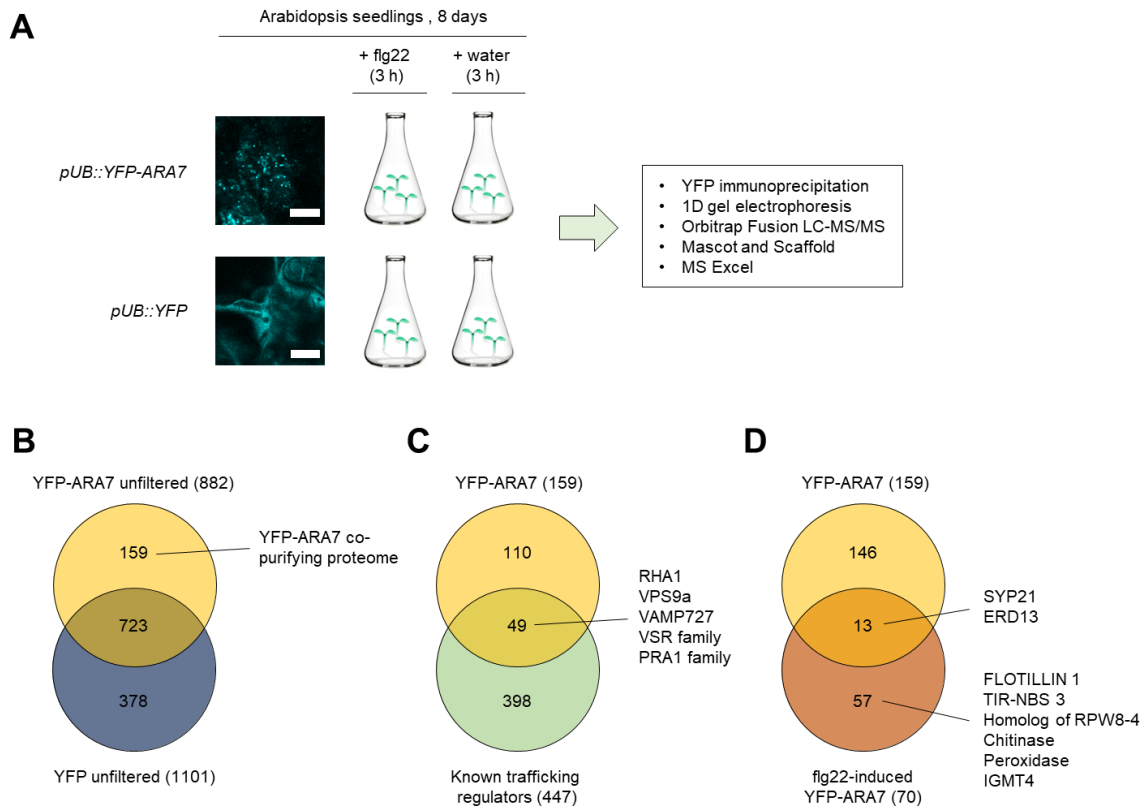 A
Arabidopsis seedlings , 8 days
+ flg22
(3 h)
+ water
(3 h)
pUB::YFP-ARA7
pUB::YFP
• YFP immunoprecipitation
• 1D gel electrophoresis
• Orbitrap Fusion LC-MS/MS
• Mascot and Scaffold
• MS Excel
B
YFP-ARA7 unfiltered (882)
159
YFP-ARA7 co-
purifying proteome
723
378
YFP unfiltered (1101)
C
YFP-ARA7 (159)
110
49
RHA1
VPS9a
VAMP727
VSR family
PRA1 family
398
Known trafficking
regulators (447)
D
YFP-ARA7 (159)
146
13
SYP21
ERD13
57
FLOTILLIN 1
TIR-NBS 3
Homolog of RPW8-4
Chitinase
Peroxidase
IGMT4
flg22-induced
YFP-ARA7 (70)